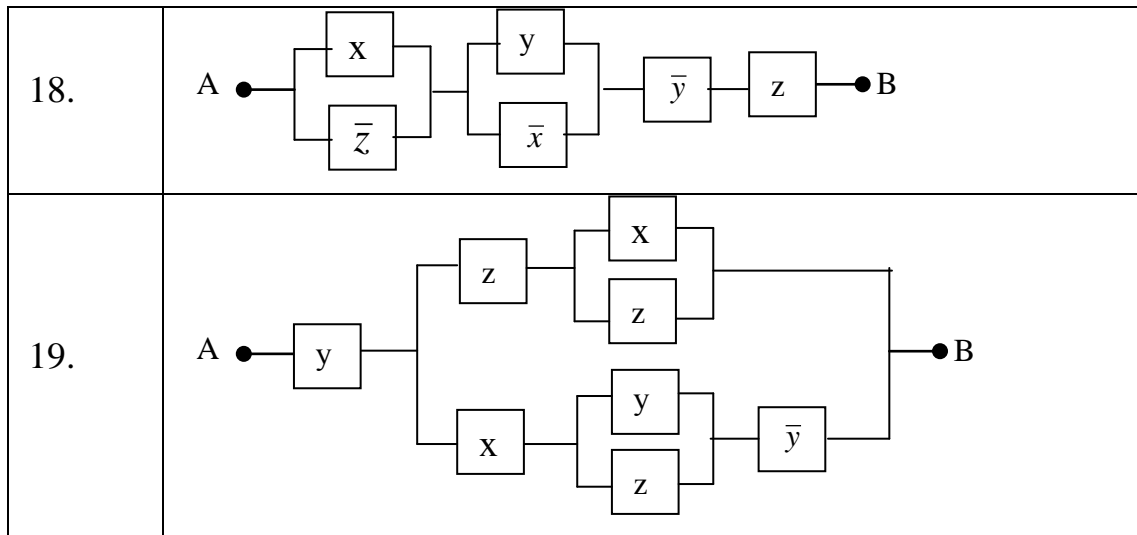 18.
A x z̅ y x̅ y̅ z B
19.
A y z x z x y z y̅ B